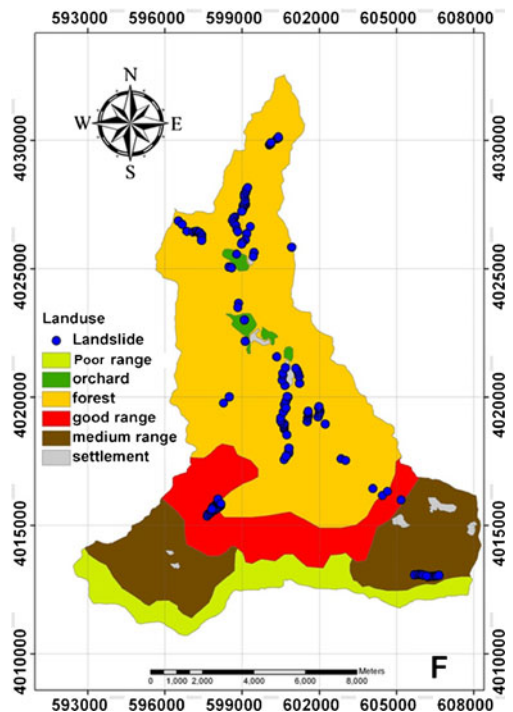 593000 596000 599000 602000 605000 608000
N
W E
S
4030000 4030000
4025000 4025000
Landuse
Landslide
Poor range
orchard
forest
good range
medium range
settlement
4020000 4020000
4015000 4015000
4010000 4010000
Meters
0 1,000 2,000 4,000 6,000 8,000
F
593000 596000 599000 602000 605000 608000